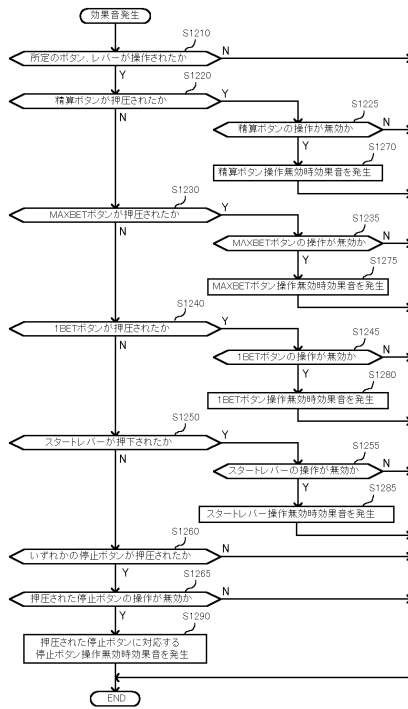 効果音発生
S1210
所定のボタン、レバーが操作されたか
N
Y
S1220
精算ボタンが押圧されたか
Y
N
S1225
精算ボタンの操作が無効か
N
Y
S1270
精算ボタン操作無効時効果音を発生
S1230
MAXBETボタンが押圧されたか
Y
N
S1235
MAXBETボタンの操作が無効か
N
Y
S1275
MAXBETボタン操作無効時効果音を発生
S1240
1BETボタンが押圧されたか
Y
N
S1245
1BETボタンの操作が無効か
N
Y
S1280
1BETボタン操作無効時効果音を発生
S1250
スタートレバーが押下されたか
Y
N
S1255
スタートレバーの操作が無効か
N
Y
S1285
スタートレバー操作無効時効果音を発生
S1260
いずれかの停止ボタンが押圧されたか
N
Y
S1265
押圧された停止ボタンの操作が無効か
N
Y
S1290
押圧された停止ボタンに対応する
停止ボタン操作無効時効果音を発生
END